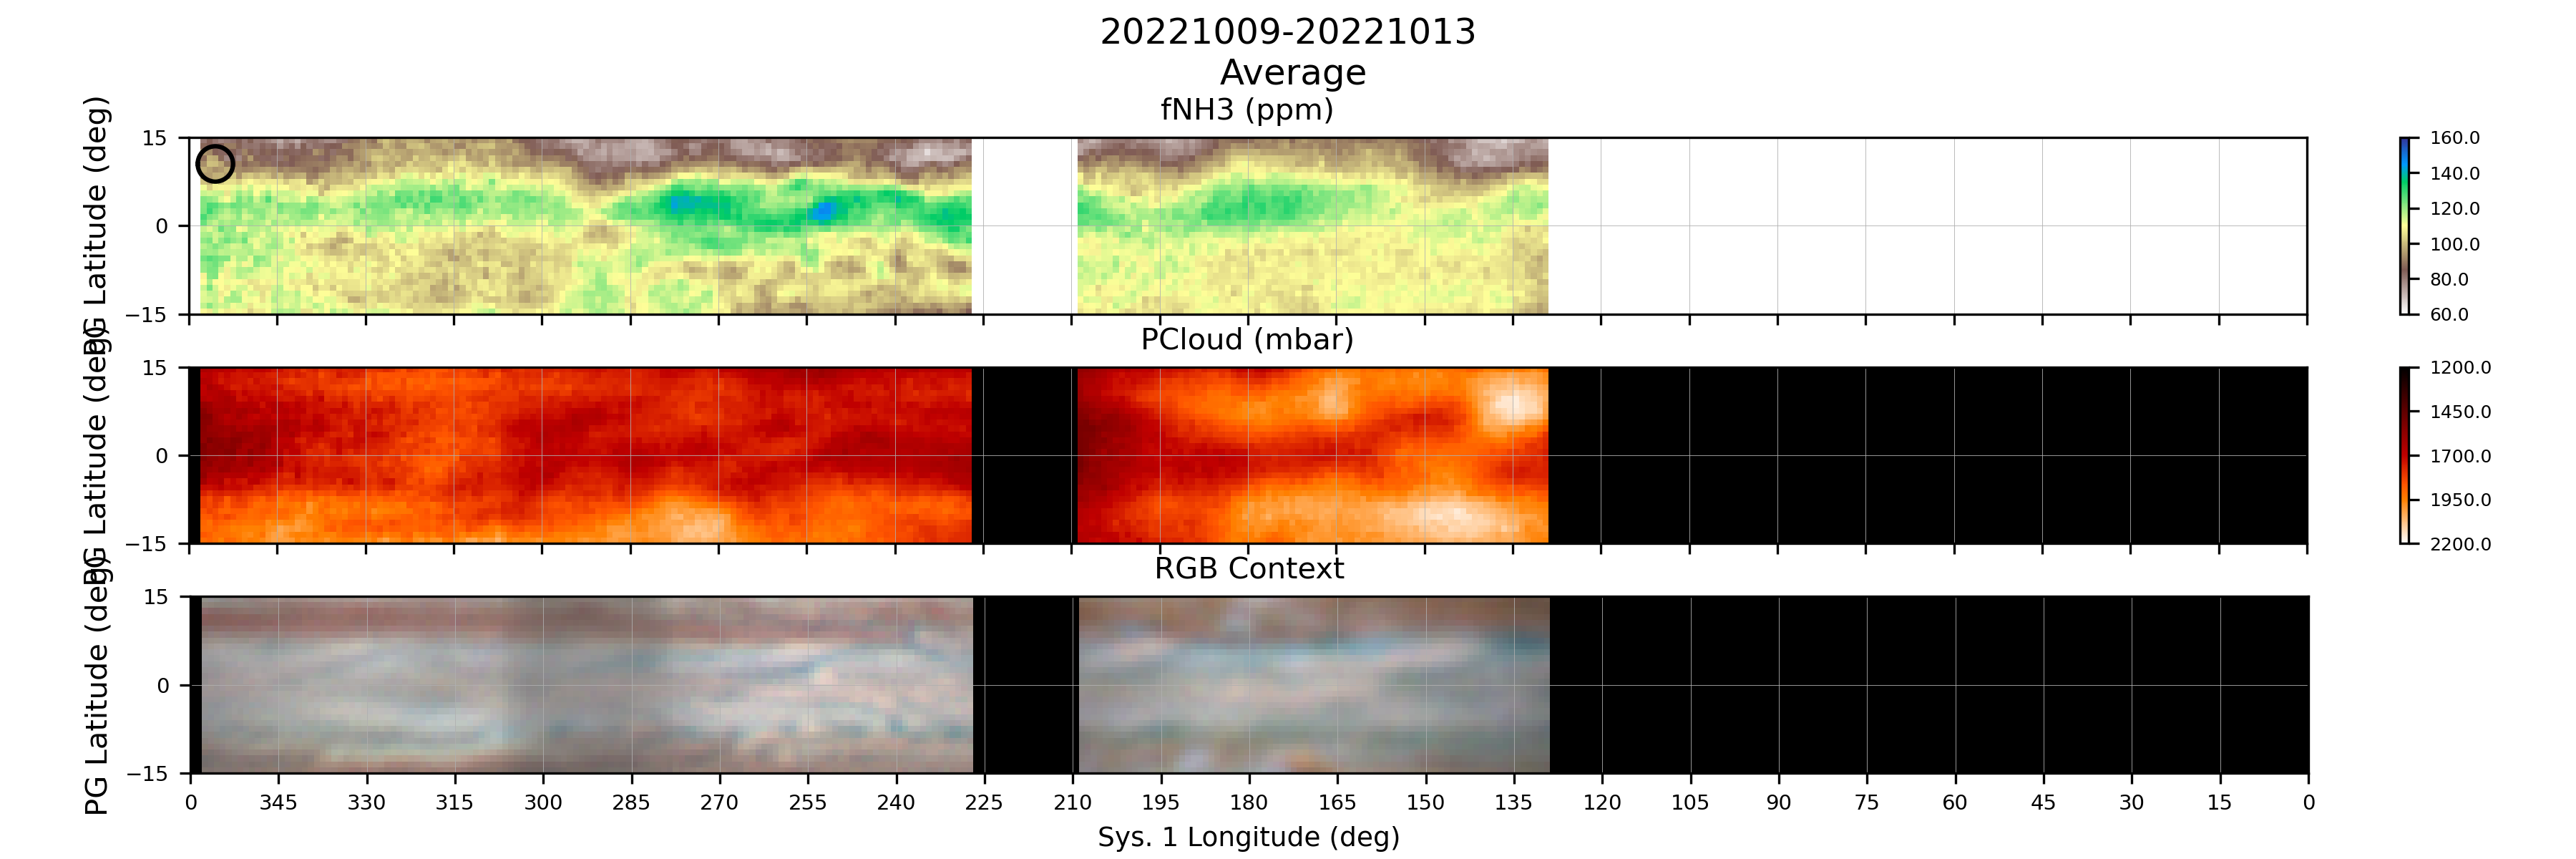 20221009-20221013
Average
fNH3 (ppm)
PG Latitude (deg)
15
0
−15
160.0
140.0
120.0
100.0
80.0
60.0
PCloud (mbar)
PG Latitude (deg)
15
0
−15
1200.0
1450.0
1700.0
1950.0
2200.0
RGB Context
PG Latitude (deg)
15
0
−15
0 345 330 315 300 285 270 255 240 225 210 195 180 165 150 135 120 105 90 75 60 45 30 15 0
Sys. 1 Longitude (deg)